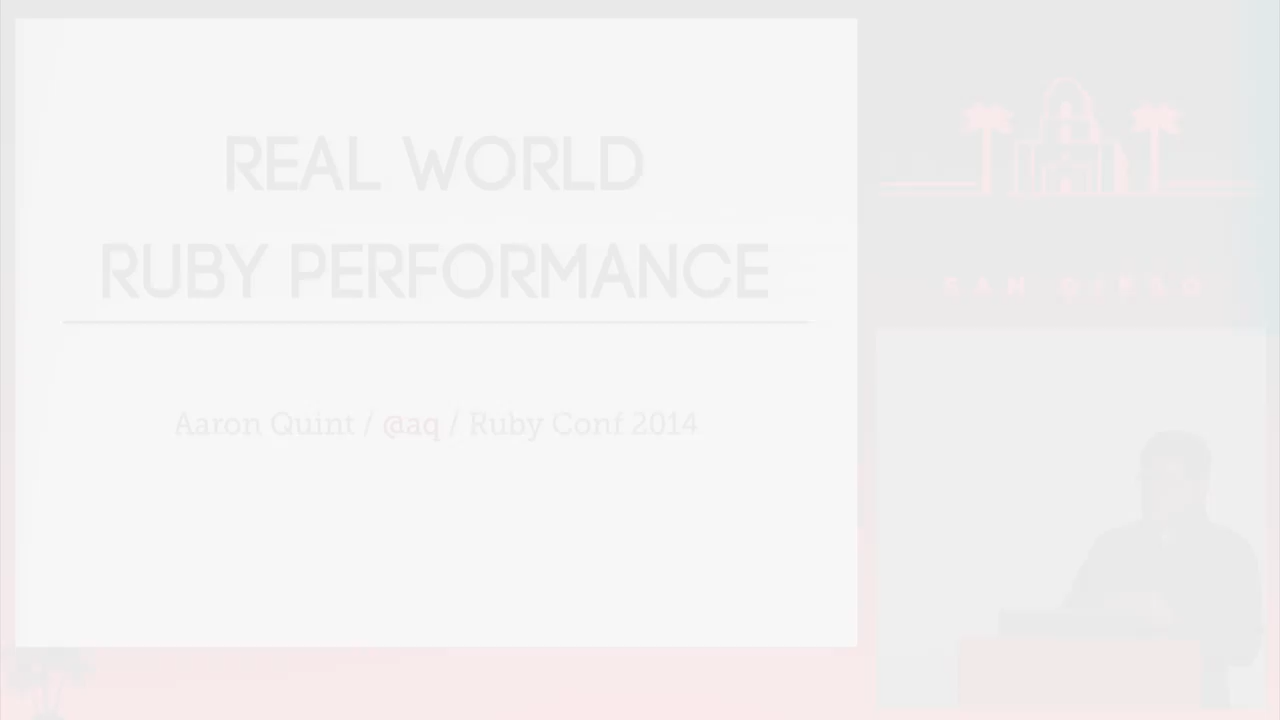 REAL WORLD
RUBY PERFORMANCE
Aaron Quint / @aq / Ruby Conf 2014
SAN DIEGO